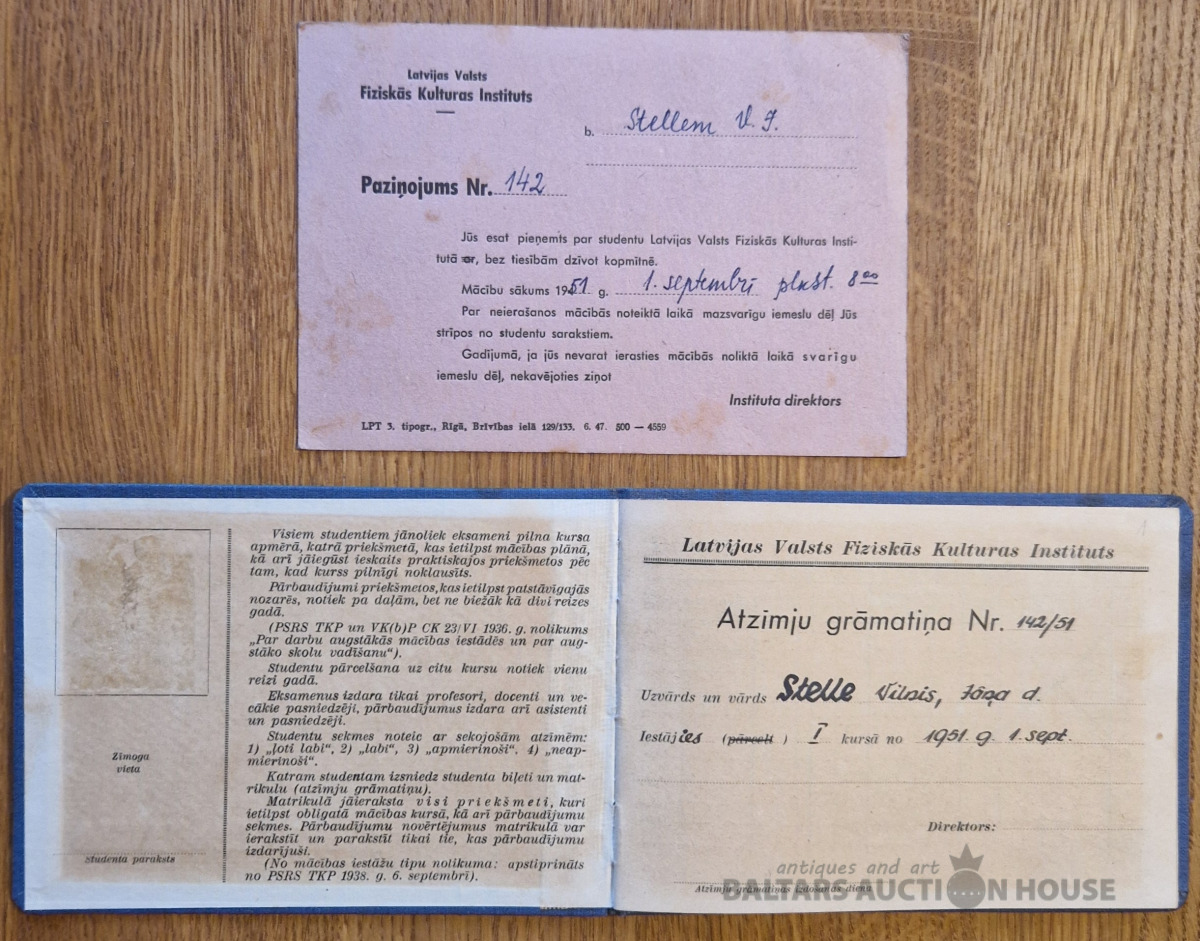 Latvijas Valsts
Fiziskās Kulturas Instituts
b. Stellem V. J.
Paziņojums Nr. 142
Jūs esat pieņemts par studentu Latvijas Valsts Fiziskās Kulturas Insti-
tutā ar, bez tiesībām dzīvot kopmītnē.
Mācību sākums 1951 g. 1. septembrī plkst. 8⁰⁰
Par neierašanos mācībās noteiktā laikā mazsvarīgu iemeslu dēļ Jūs
strīpos no studentu sarakstiem.
Gadījumā, ja jūs nevarat ierasties mācībās noliktā laikā svarīgu
iemeslu dēļ, nekavējoties ziņot
Instituta direktors
LPT 3. tipogr., Rīgā, Brīvības ielā 129/133. 6. 47. 500 — 4559
Zīmoga
vieta
Studenta paraksts
Visiem studentiem jānoliek eksameni pilna kursa
apmērā, katrā priekšmetā, kas ietilpst mācības plānā,
kā arī jāiegūst ieskaits praktiskajos priekšmetos pēc
tam, kad kurss pilnīgi noklausīts.
Pārbaudījumi priekšmetos, kas ietilpst patstāvīgajās
nozarēs, notiek pa daļām, bet ne biežāk kā divi reizes
gadā.
(PSRS TKP un VK(b)P CK 23/VI 1936. g. nolikums
„Par darbu augstākās mācības iestādēs un par aug-
stāko skolu vadīšanu“).
Studentu pārcelšana uz citu kursu notiek vienu
reizi gadā.
Eksamenus izdara tikai profesori, docenti un ve-
cākie pasniedzēji, pārbaudījumus izdara arī asistenti
un pasniedzēji.
Studentu sekmes noteic ar sekojošām atzīmēm:
1) „ļoti labi“, 2) „labi“, 3) „apmierinoši“. 4) „neap-
mierinoši“.
Katram studentam izsniedz studenta biļeti un mat-
rikulu (atzīmju grāmatiņu).
Matrikulā jāieraksta visi priekšmeti, kuri
ietilpst obligatā mācības kursā, kā arī pārbaudījumu
sekmes. Pārbaudījumu novērtējumus matrikulā var
ierakstīt un parakstīt tikai tie, kas pārbaudījumu
izdarījuši.
(No mācības iestāžu tipu nolikuma: apstiprināts
no PSRS TKP 1938. g. 6. septembrī).
Latvijas Valsts Fiziskās Kulturas Instituts
Atzīmju grāmatiņa Nr. 142/51
Uzvārds un vārds Stelle Vilnis, Jāņa d.
Iestājies (pārcelt ) I kursā no 1951. g. 1. sept.
Direktors:
Atzīmju grāmatiņas izdošanas diena
antiques and art
BALTARS AUCTION HOUSE